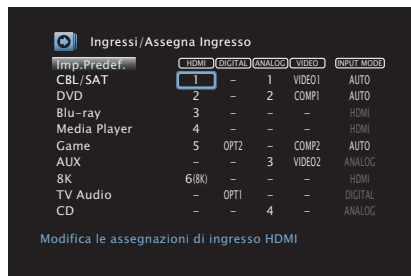 Ingressi/Assegna Ingresso
Imp.Predef. HDMI DIGITAL ANALOG VIDEO INPUT MODE
CBL/SAT 1 – 1 VIDEO1 AUTO
DVD 2 – 2 COMP1 AUTO
Blu-ray 3 – – – HDMI
Media Player 4 – – – HDMI
Game 5 OPT2 – COMP2 AUTO
AUX – – 3 VIDEO2 ANALOG
8K 6(8K) – – – HDMI
TV Audio – OPT1 – – DIGITAL
CD – – 4 – ANALOG
Modifica le assegnazioni di ingresso HDMI